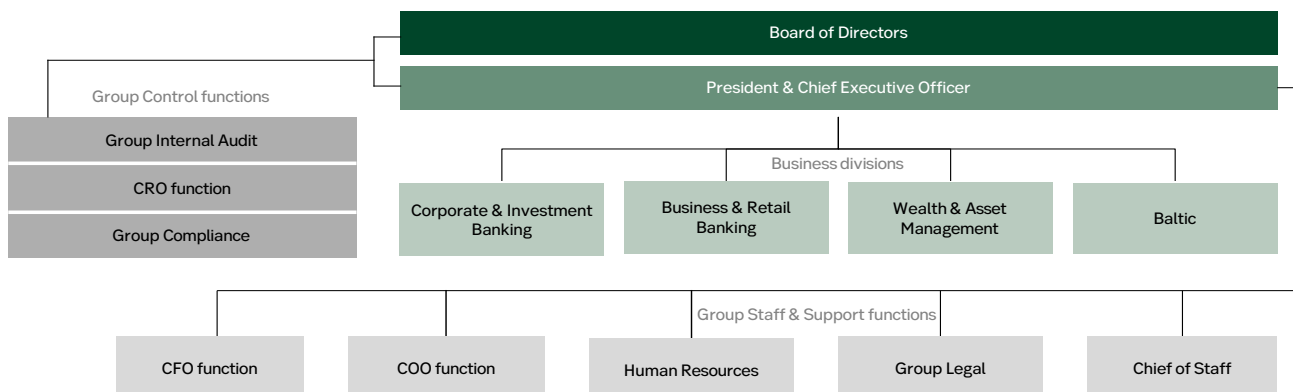 Board of Directors
President & Chief Executive Officer
Group Control functions
Group Internal Audit
CRO function
Group Compliance
Business divisions
Corporate & Investment
Banking
Business & Retail
Banking
Wealth & Asset
Management
Baltic
Group Staff & Support functions
CFO function
COO function
Human Resources
Group Legal
Chief of Staff